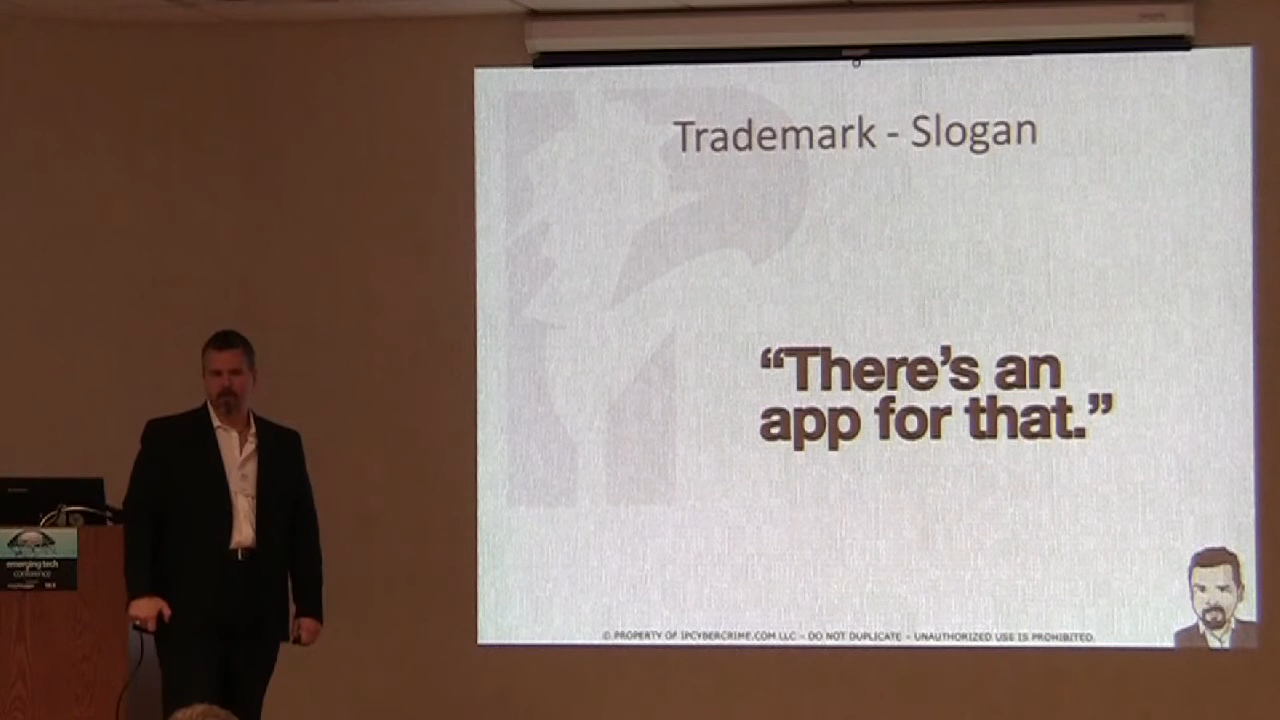 Trademark - Slogan
“There’s an
app for that.”
emerging tech
conference
© PROPERTY OF IPCYBERCRIME.COM LLC – DO NOT DUPLICATE – UNAUTHORIZED USE IS PROHIBITED.